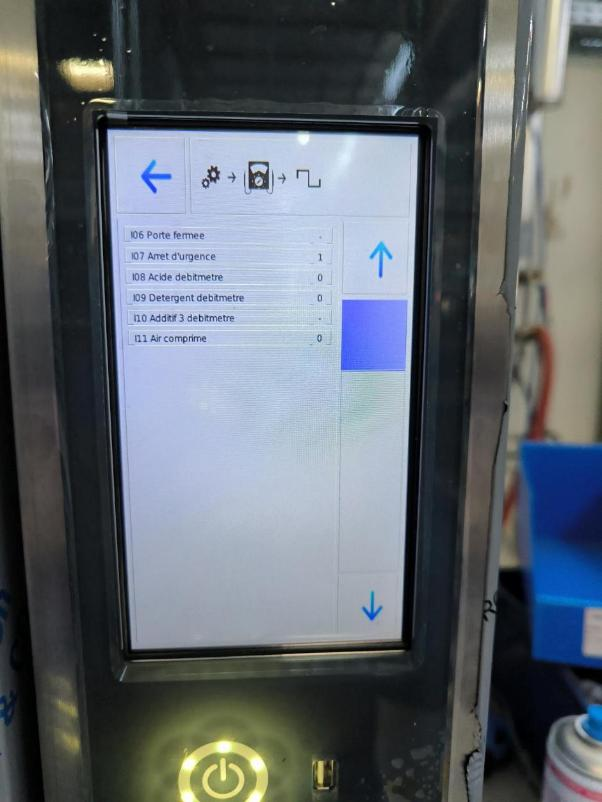 I06 Porte fermee -
I07 Arret d'urgence 1
I08 Acide debitmetre 0
I09 Detergent debitmetre 0
I10 Additif 3 debitmetre -
I11 Air comprime 0